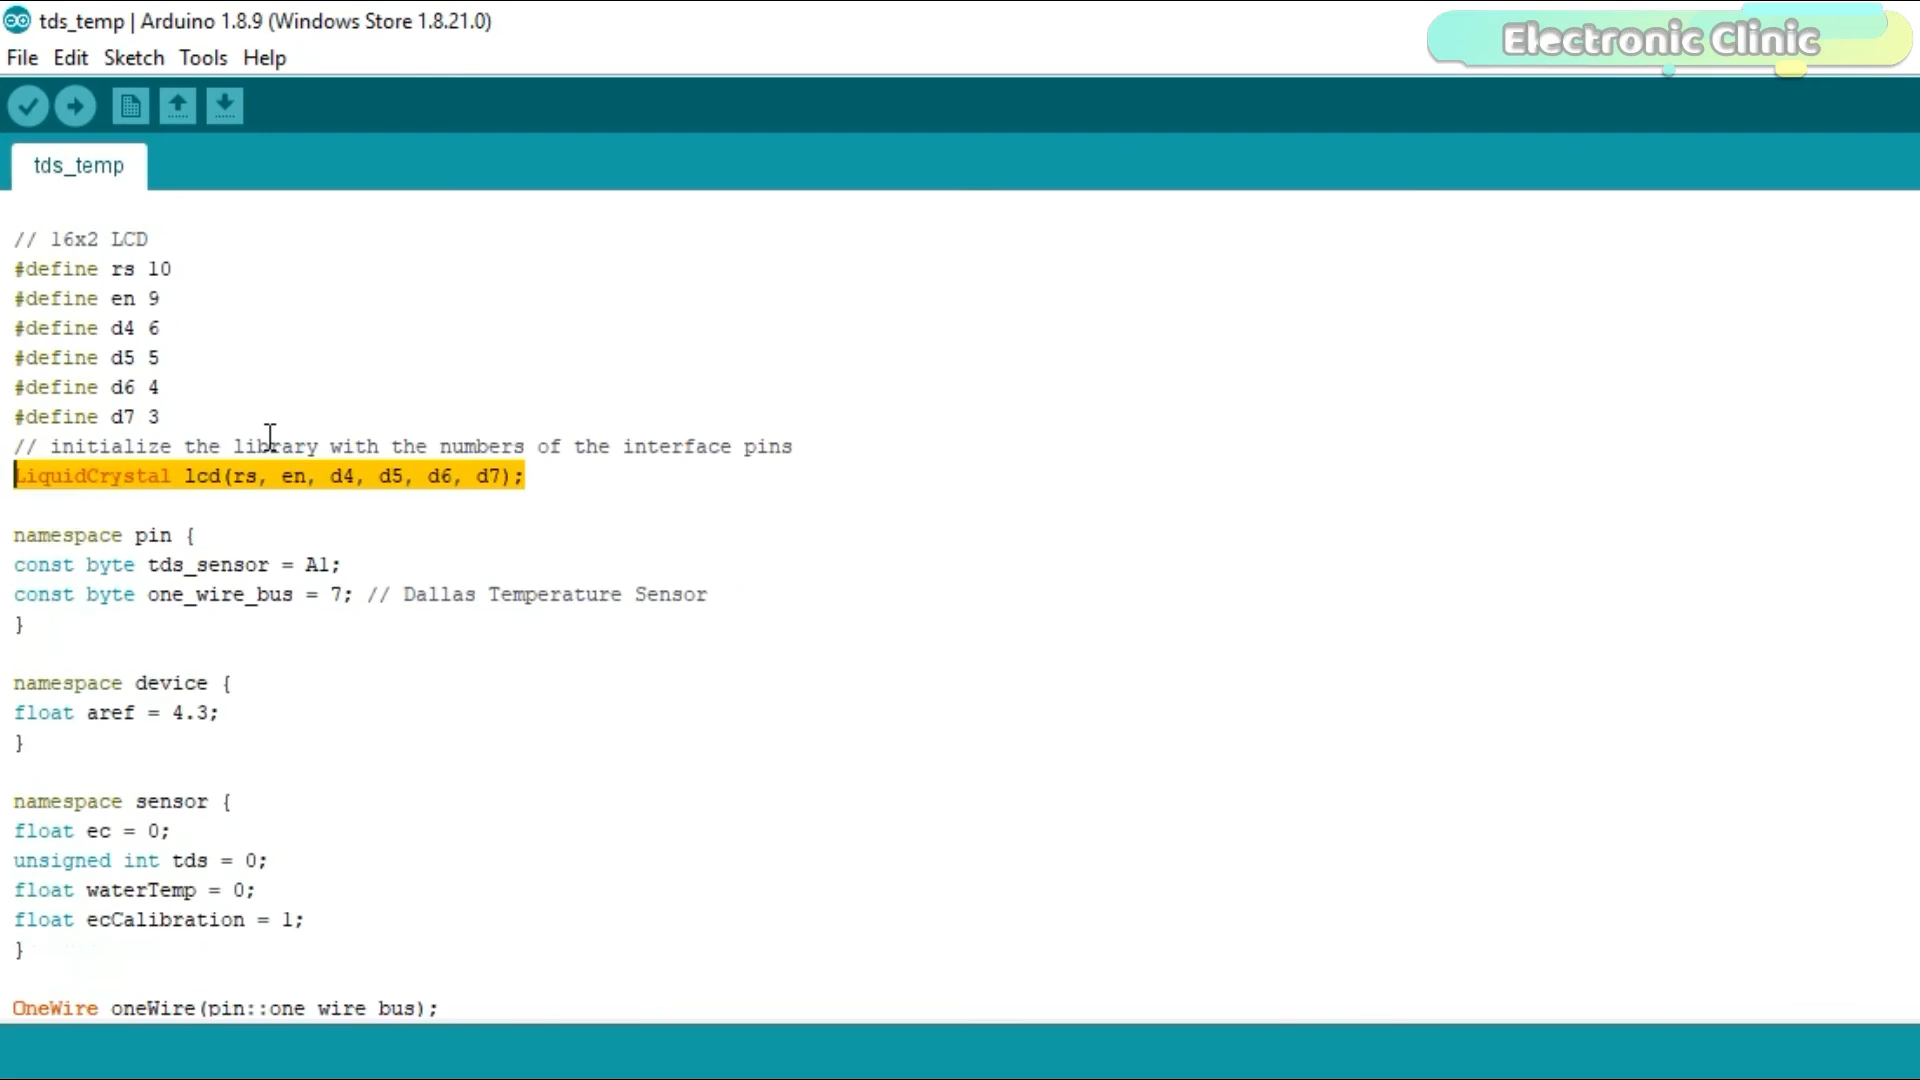 tds_temp | Arduino 1.8.9 (Windows Store 1.8.21.0)
Electronic Clinic
File Edit Sketch Tools Help
tds_temp
// 16x2 LCD
#define rs 10
#define en 9
#define d4 6
#define d5 5
#define d6 4
#define d7 3
// initialize the library with the numbers of the interface pins
LiquidCrystal lcd(rs, en, d4, d5, d6, d7);
namespace pin {
const byte tds_sensor = A1;
const byte one_wire_bus = 7; // Dallas Temperature Sensor
}
namespace device {
float aref = 4.3;
}
namespace sensor {
float ec = 0;
unsigned int tds = 0;
float waterTemp = 0;
float ecCalibration = 1;
}
OneWire oneWire(pin::one_wire_bus);